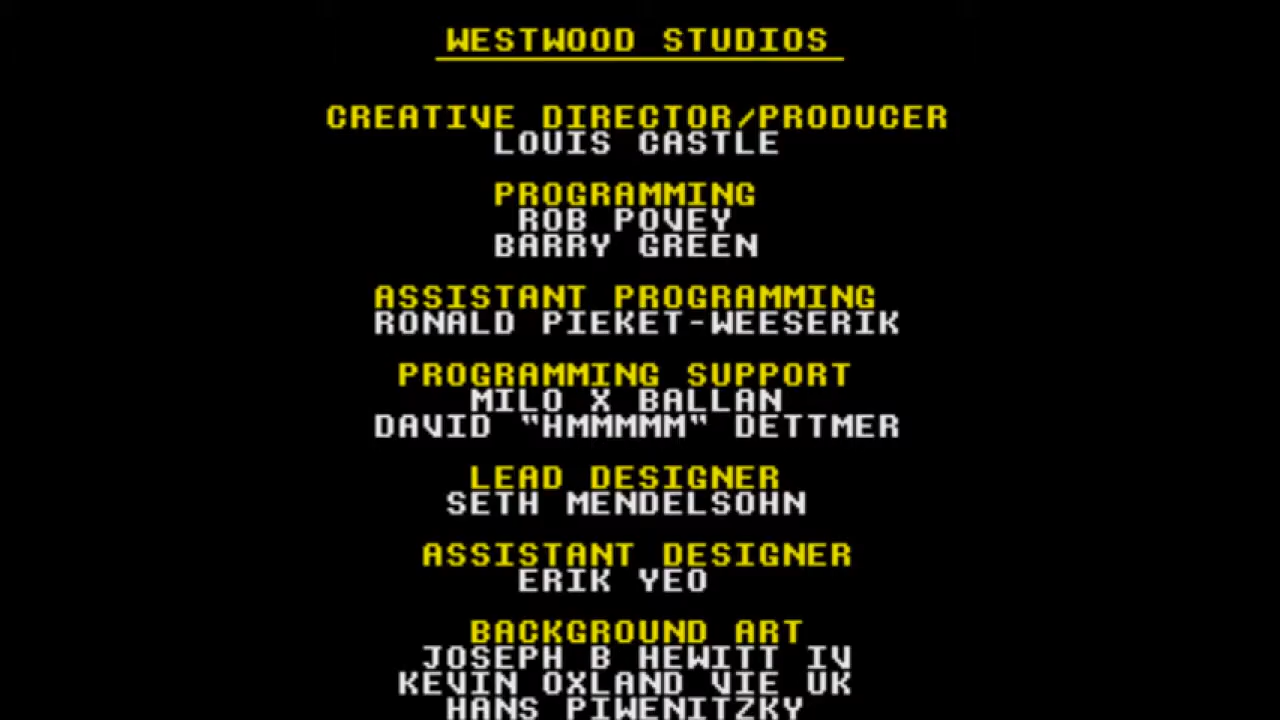 WESTWOOD STUDIOS
CREATIVE DIRECTOR/PRODUCER
LOUIS CASTLE
PROGRAMMING
ROB POVEY
BARRY GREEN
ASSISTANT PROGRAMMING
RONALD PIEKET-WEESERIK
PROGRAMMING SUPPORT
MILO X BALLAN
DAVID "HMMMMM" DETTMER
LEAD DESIGNER
SETH MENDELSOHN
ASSISTANT DESIGNER
ERIK YEO
BACKGROUND ART
JOSEPH B HEWITT IV
KEVIN OXLAND VIE UK
HANS PIWENITZKY